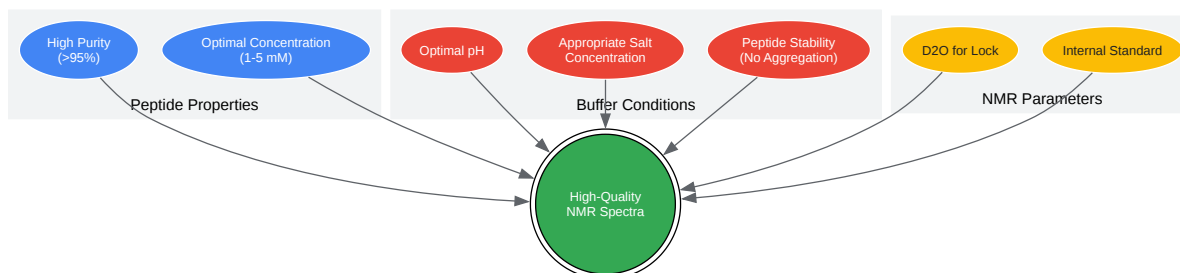 High Purity
(>95%)
Optimal Concentration
(1-5 mM)
Peptide Properties
Optimal pH
Appropriate Salt
Concentration
Peptide Stability
(No Aggregation)
Buffer Conditions
D2O for Lock
Internal Standard
NMR Parameters
High-Quality
NMR Spectra